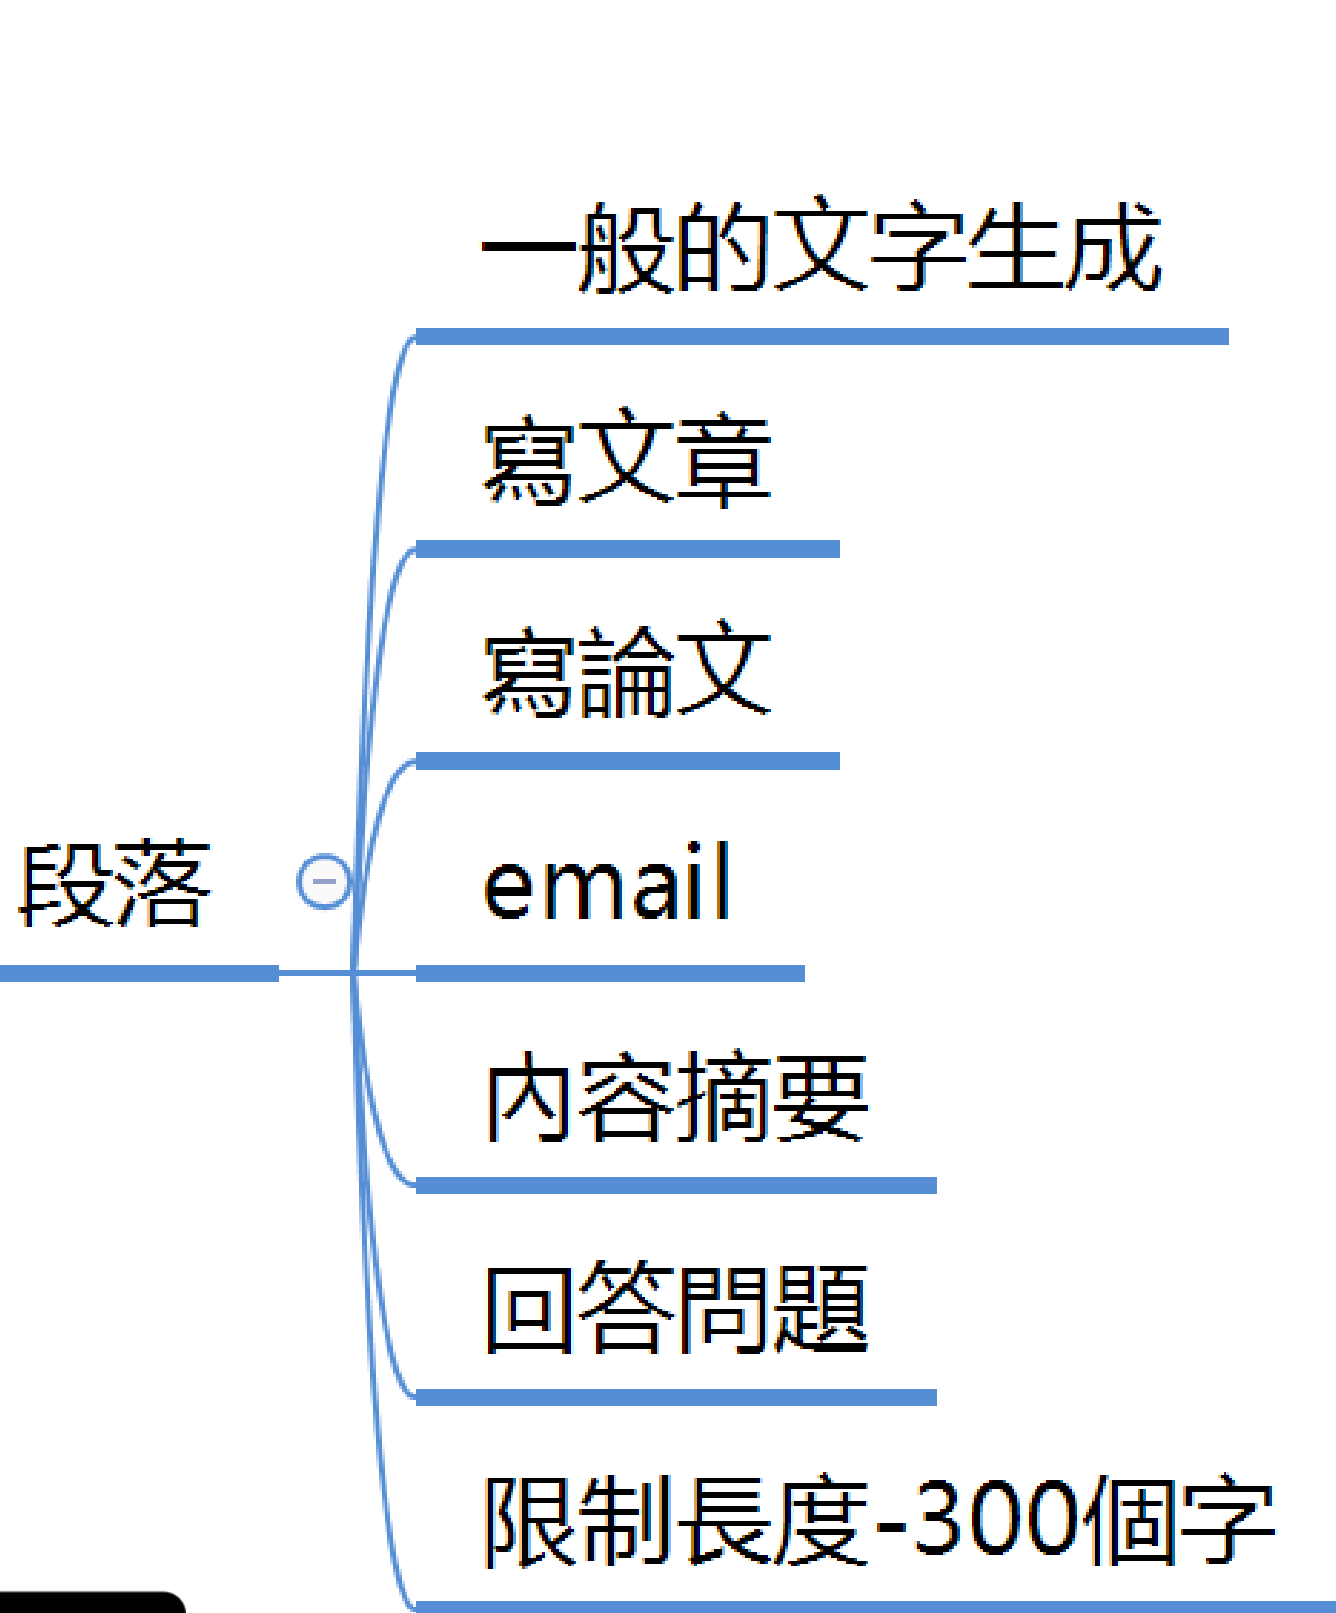 一般的文字生成
寫文章
寫論文
段落
email
內容摘要
回答問題
限制長度-300個字